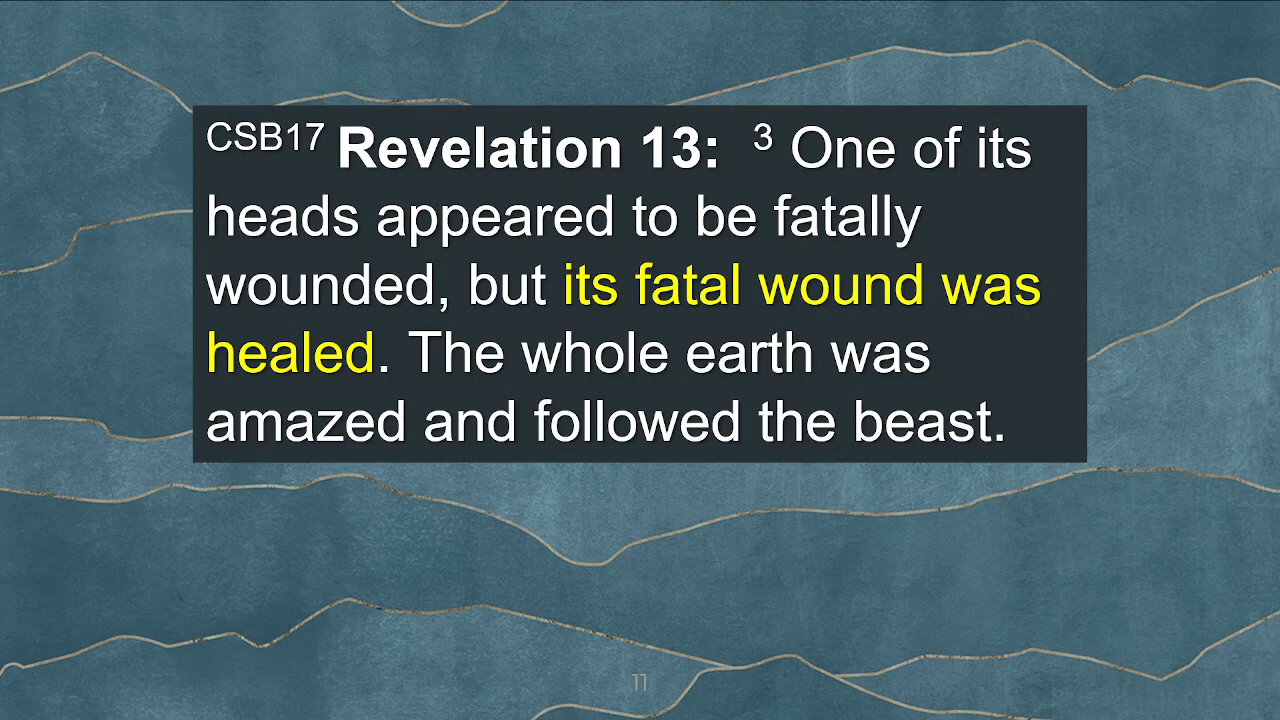 CSB17 Revelation 13: 3 One of its
heads appeared to be fatally
wounded, but its fatal wound was
healed. The whole earth was
amazed and followed the beast.
11